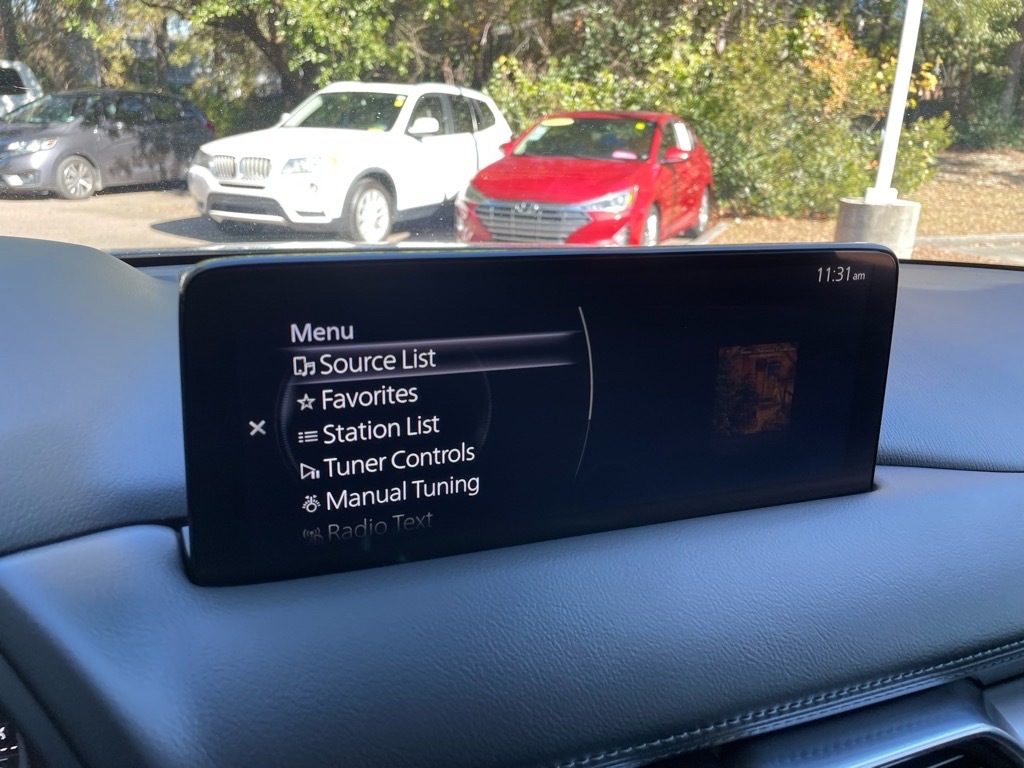 11:31 am
Menu
Source List
Favorites
Station List
Tuner Controls
Manual Tuning
Radio Text